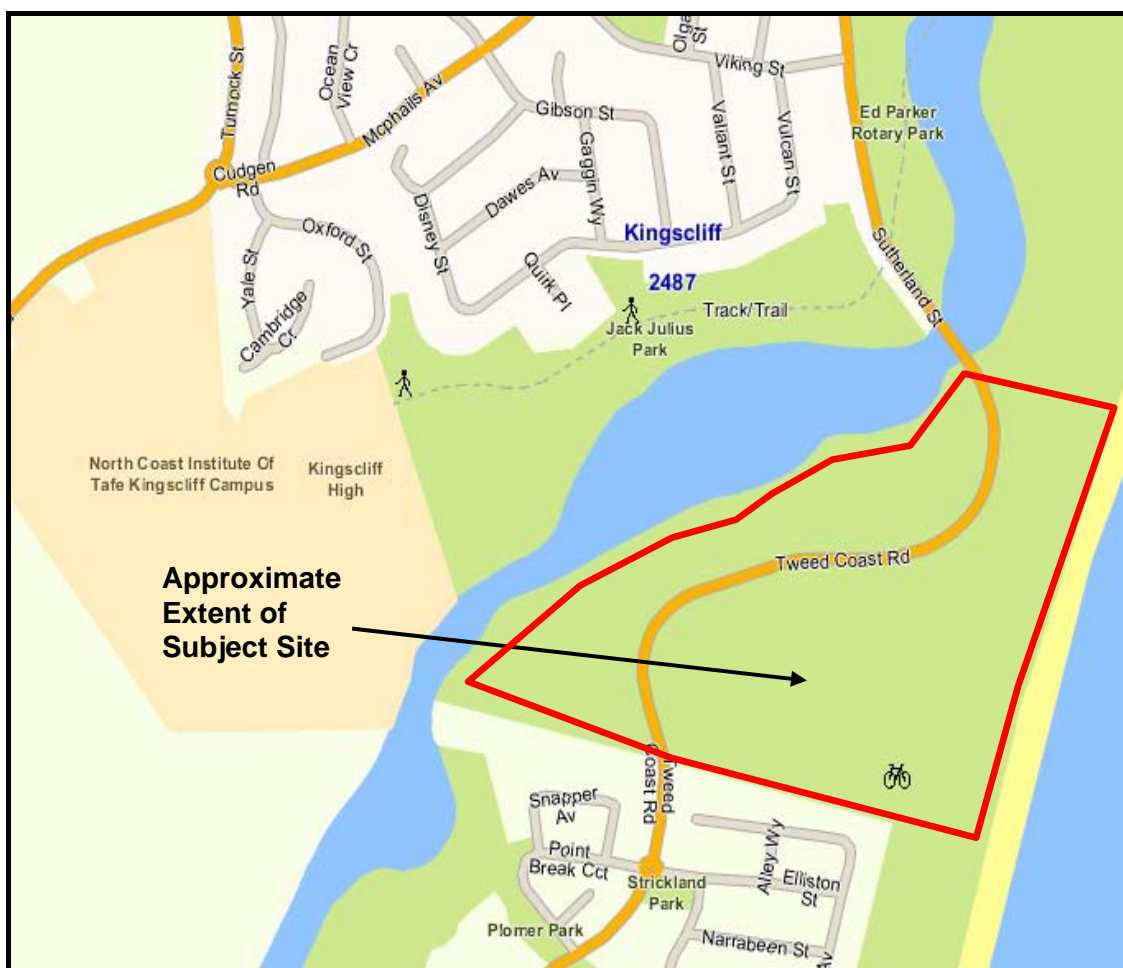 Olga
St
Viking St
Turnock St
Ocean
View Cr
Mcphails Av
Gibson St
Valiant St
Vulcan St
Ed Parker
Rotary Park
Cudgen
Rd
Gaggin Wy
Dawes Av
Disney St
Oxford St
Yale St
Kingscliff
2487
Quirk Pl
Sutherland St
Cambridge
Cr
Track/Trail
Jack Julius
Park
North Coast Institute Of
Tafe Kingscliff Campus
Kingscliff
High
Tweed Coast Rd
Approximate
Extent of
Subject Site
Tweed
Coast Rd
Snapper
Av
Point
Break Cct
Alley Wy
Elliston
St
Strickland
Park
Plomer Park
Narrabeen St
Av